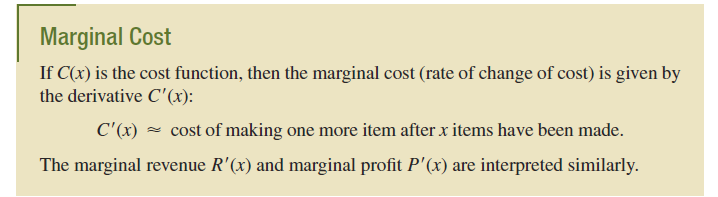 Marginal Cost
If C(x) is the cost function, then the marginal cost (rate of change of cost) is given by
the derivative C′(x):
C′(x) ≈ cost of making one more item after x items have been made.
The marginal revenue R′(x) and marginal profit P′(x) are interpreted similarly.